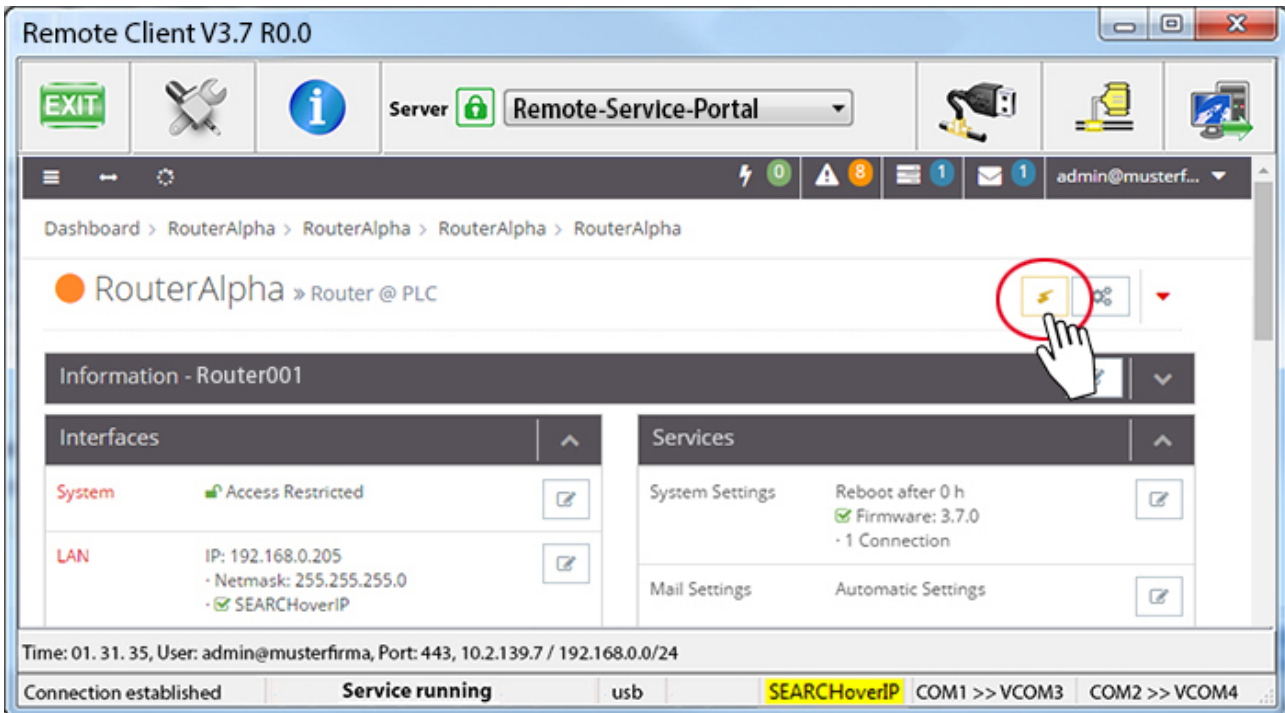 Remote Client V3.7 R0.0
EXIT
Server Remote-Service-Portal
0 8 1 1 admin@musterf...
Dashboard > RouterAlpha > RouterAlpha > RouterAlpha > RouterAlpha
RouterAlpha » Router @ PLC
Information - Router001
Interfaces
System Access Restricted
LAN IP: 192.168.0.205
· Netmask: 255.255.255.0
· SEARCHoverIP
Services
System Settings Reboot after 0 h
Firmware: 3.7.0
· 1 Connection
Mail Settings Automatic Settings
Time: 01. 31. 35, User: admin@musterfirma, Port: 443, 10.2.139.7 / 192.168.0.0/24
Connection established Service running usb SEARCHoverIP COM1 >> VCOM3 COM2 >> VCOM4